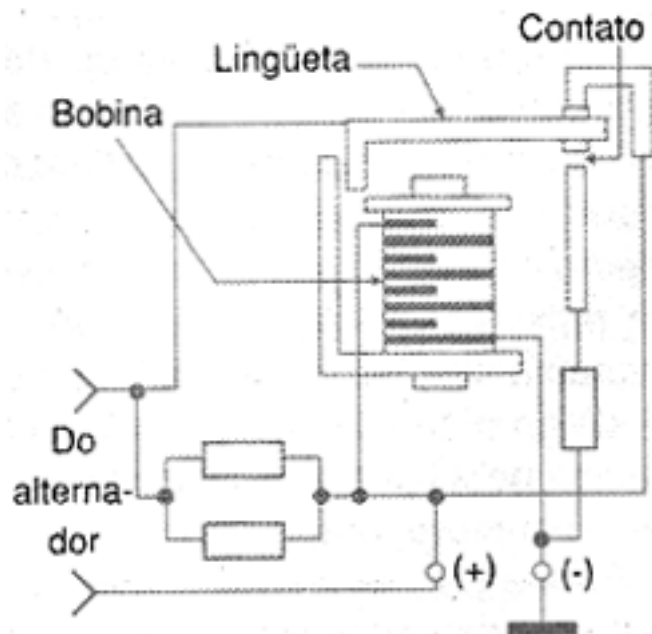 Contato
Lingüeta
Bobina
Do
alterna-
dor
(+)
(-)